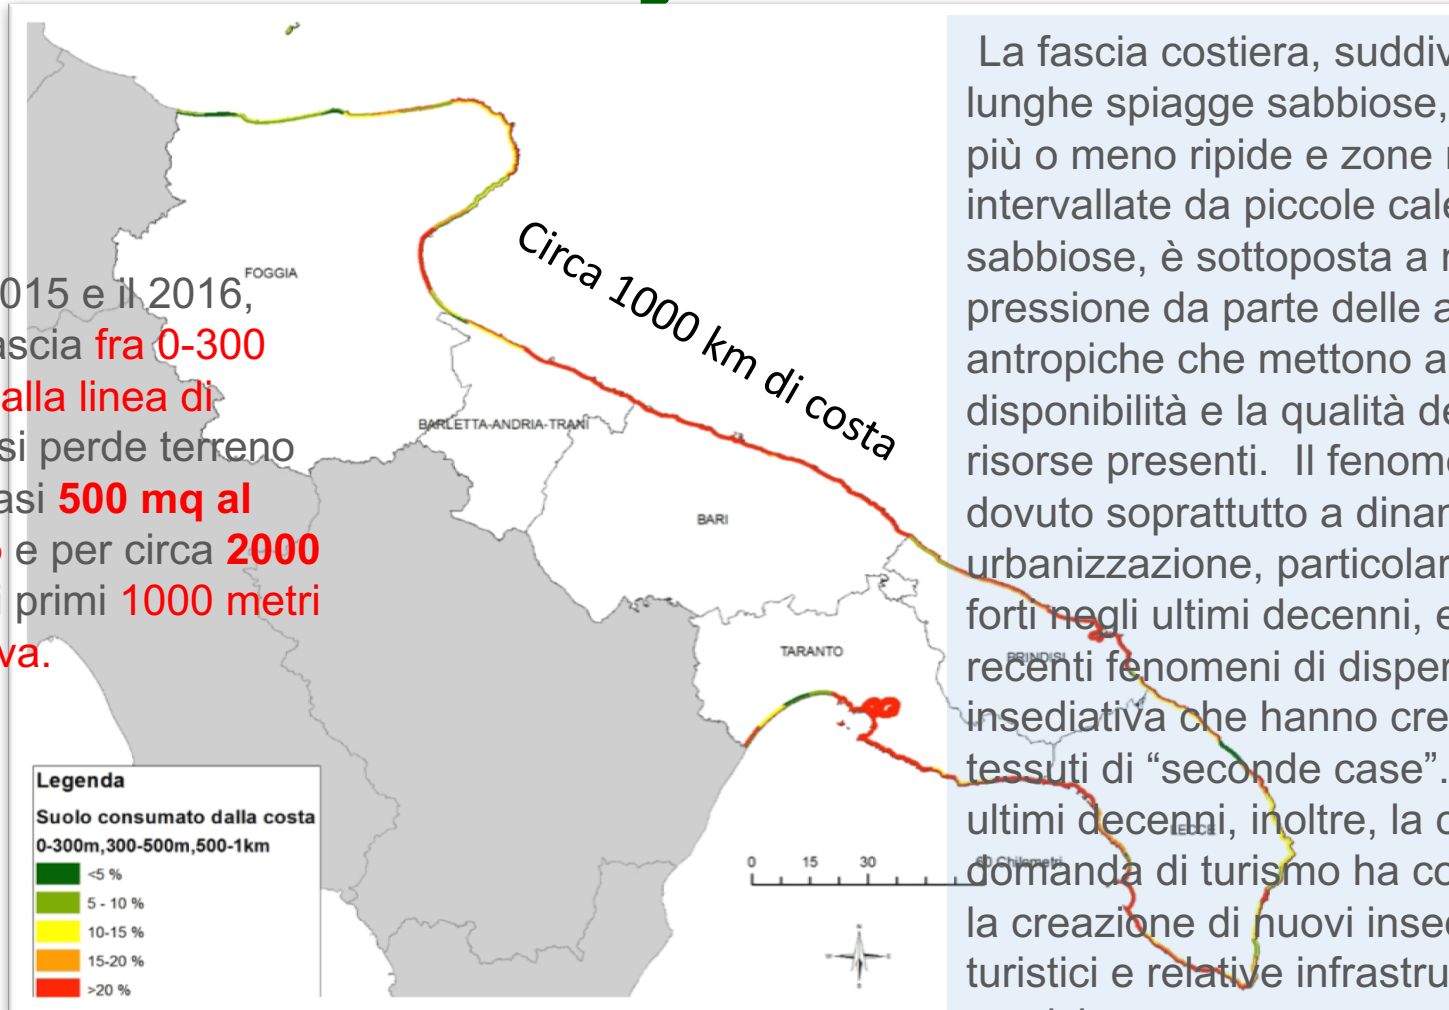 La fascia costiera, suddiv
lunghe spiagge sabbiose,
più o meno ripide e zone
intervallate da piccole cale
sabbiose, è sottoposta a
pressione da parte delle a
antropiche che mettono a
disponibilità e la qualità de
risorse presenti. Il fenome
dovuto soprattutto a dinar
urbanizzazione, particolar
forti negli ultimi decenni, e
recenti fenomeni di disper
insediativa che hanno cre
tessuti di “seconde case”.
ultimi decenni, inoltre, la c
domanda di turismo ha co
la creazione di nuovi insed
turistici e relative infrastru
015 e il 2016,
ascia fra 0-300
alla linea di
si perde terreno
asi 500 mq al
e per circa 2000
i primi 1000 metri
va.
Circa 1000 km di costa
FOGGIA
BARLETTA-ANDRIA-TRANI
BARI
TARANTO
BRINDISI
LECCE
Legenda
Suolo consumato dalla costa
0-300m,300-500m,500-1km
<5 %
5 - 10 %
10-15 %
15-20 %
>20 %
0 15 30 60 Chilometri